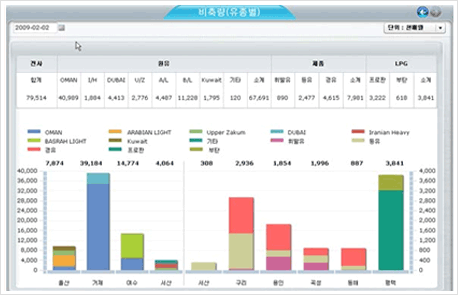 비축량(유종별)
2009-02-02
단위 : 천배럴
전사 원유 제품 LPG
합계 OMAN I/H DUBAI U/Z A/L B/L Kuwait 기타 소계 휘발유 등유 경유 소계 프로판 부탄 소계
79,514 40,989 1,884 4,413 2,776 4,487 11,228 1,795 120 67,691 890 2,477 4,615 7,981 3,222 618 3,841
OMAN ARABIAN LIGHT Upper Zakum DUBAI Iranian Heavy
BASRAH LIGHT Kuwait 기타 휘발유 등유
경유 프로판 부탄
7,874 39,184 14,774 4,064 308 2,936 1,854 1,996 887 3,841
40,000 4,000
36,000 3,600
32,000 3,200
28,000 2,800
24,000 2,400
20,000 2,000
16,000 1,600
12,000 1,200
8,000 800
4,000 400
0 0
울산 거제 여수 서산 서산 구리 용인 곡성 동해 평택